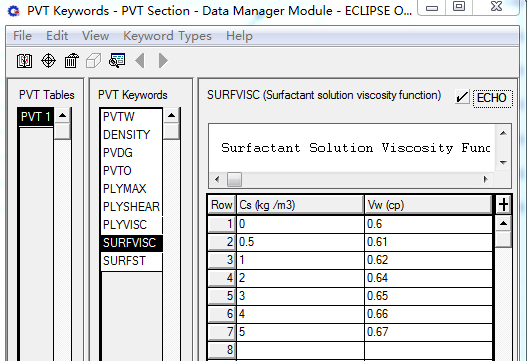 PVT Keywords - PVT Section - Data Manager Module - ECLIPSE O...
File Edit View Keyword Types Help
PVT Tables
PVT 1
PVT Keywords
PVTW
DENSITY
PVDG
PVTO
PLYMAX
PLYSHEAR
PLYVISC
SURFVISC
SURFST
SURFVISC (Surfactant solution viscosity function)
ECHO
Surfactant Solution Viscosity Func
Row Cs (kg /m3) Vw (cp)
1 0 0.6
2 0.5 0.61
3 1 0.62
4 2 0.64
5 3 0.65
6 4 0.66
7 5 0.67
8